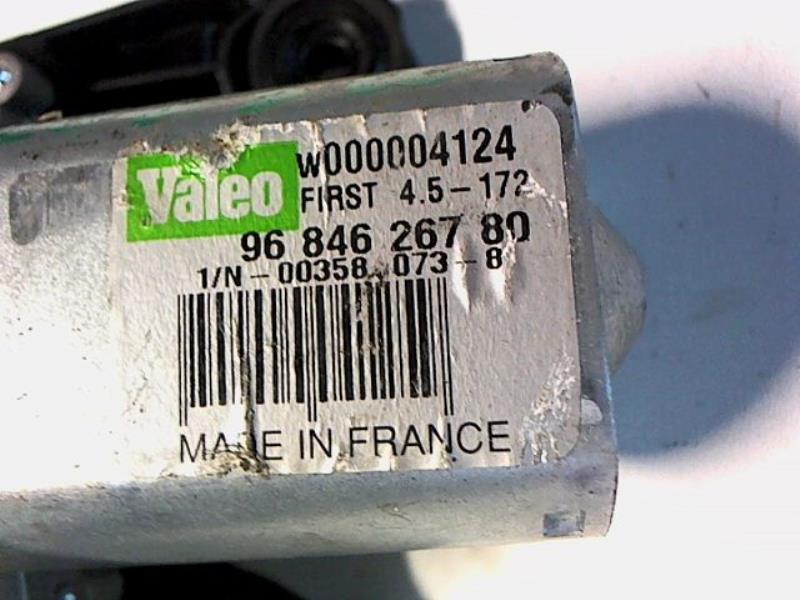 Valeo W000004124
FIRST 4.5-172
96 846 267 80
1/N-00358 073-8
MADE IN FRANCE